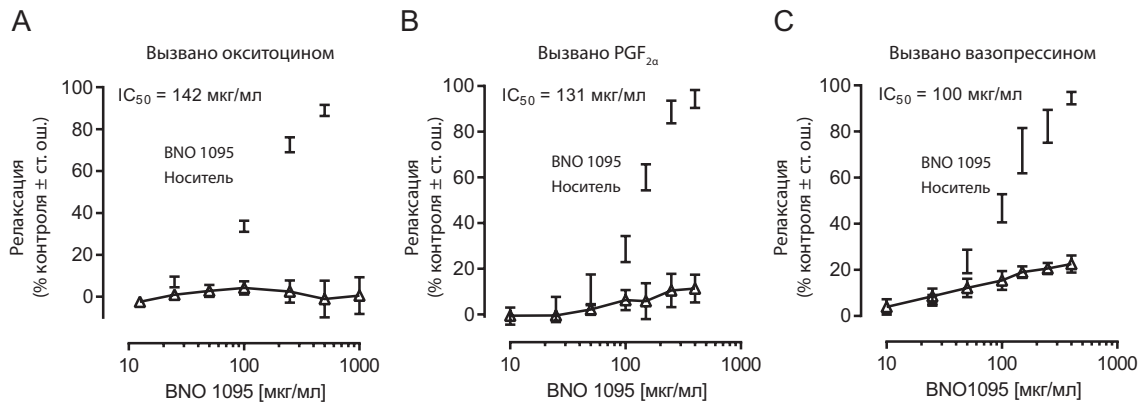 A
Вызвано окситоцином
IC50 = 142 мкг/мл
BNO 1095
Носитель
Релаксация
(% контроля ± ст. ош.)
100
80
60
40
20
0
10
100
1000
BNO 1095 [мкг/мл]
B
Вызвано PGF2α
IC50 = 131 мкг/мл
BNO 1095
Носитель
Релаксация
(% контроля ± ст. ош.)
100
80
60
40
20
0
10
100
1000
BNO 1095 [мкг/мл]
C
Вызвано вазопрессином
IC50 = 100 мкг/мл
BNO 1095
Носитель
Релаксация
(% контроля ± ст. ош.)
100
80
60
40
20
0
10
100
1000
BNO1095 [мкг/мл]